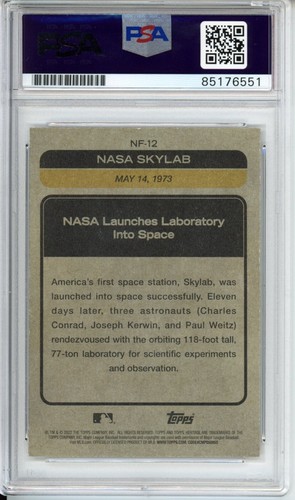 PSA
PSA
PSA
85176551
NF-12
NASA SKYLAB
MAY 14, 1973
NASA Launches Laboratory
Into Space
America's first space station, Skylab, was
launched into space successfully. Eleven
days later, three astronauts (Charles
Conrad, Joseph Kerwin, and Paul Weitz)
rendezvoused with the orbiting 118-foot tall,
77-ton laboratory for scientific experiments
and observation.
Topps